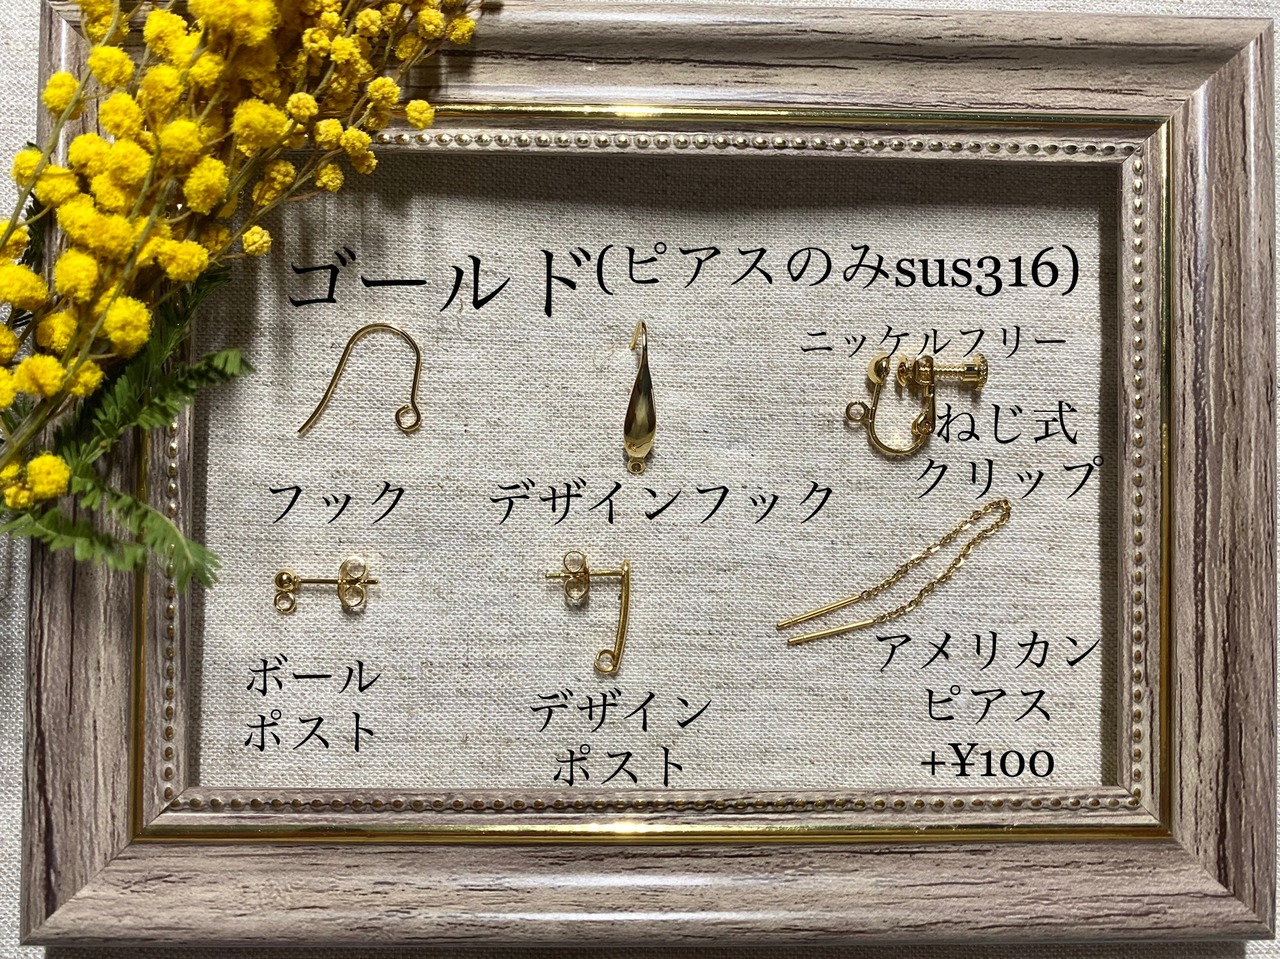 ゴールド(ピアスのみsus316)
ニッケルフリー
ねじ式
クリップ
フック
デザインフック
ボール
ポスト
デザイン
ポスト
アメリカン
ピアス
+¥100